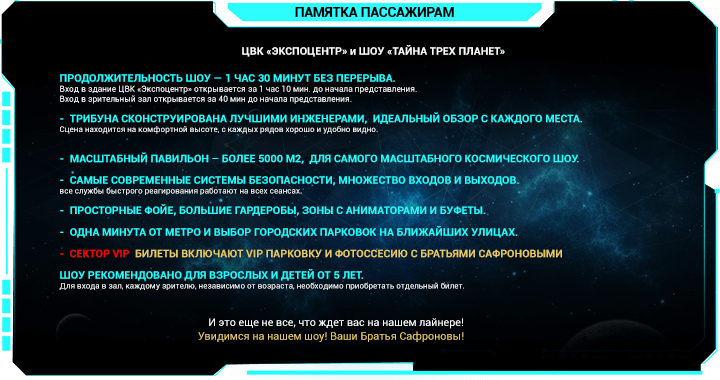 ПАМЯТКА ПАССАЖИРАМ
ЦВК «ЭКСПОЦЕНТР» и ШОУ «ТАЙНА ТРЕХ ПЛАНЕТ»
ПРОДОЛЖИТЕЛЬНОСТЬ ШОУ — 1 ЧАС 30 МИНУТ БЕЗ ПЕРЕРЫВА.
Вход в здание ЦВК «Экспоцентр» открывается за 1 час 10 мин. до начала представления.
Вход в зрительный зал открывается за 40 мин до начала представления.
- ТРИБУНА СКОНСТРУИРОВАНА ЛУЧШИМИ ИНЖЕНЕРАМИ, ИДЕАЛЬНЫЙ ОБЗОР С КАЖДОГО МЕСТА.
Сцена находится на комфортной высоте, с каждых рядов хорошо и удобно видно.
- МАСШТАБНЫЙ ПАВИЛЬОН – БОЛЕЕ 5000 М2, ДЛЯ САМОГО МАСШТАБНОГО КОСМИЧЕСКОГО ШОУ.
- САМЫЕ СОВРЕМЕННЫЕ СИСТЕМЫ БЕЗОПАСНОСТИ, МНОЖЕСТВО ВХОДОВ И ВЫХОДОВ.
все службы быстрого реагирования работают на всех сеансах.
- ПРОСТОРНЫЕ ФОЙЕ, БОЛЬШИЕ ГАРДЕРОБЫ, ЗОНЫ С АНИМАТОРАМИ И БУФЕТЫ.
- ОДНА МИНУТА ОТ МЕТРО И ВЫБОР ГОРОДСКИХ ПАРКОВОК НА БЛИЖАЙШИХ УЛИЦАХ.
- СЕКТОР VIP БИЛЕТЫ ВКЛЮЧАЮТ VIP ПАРКОВКУ И ФОТОССЕСИЮ С БРАТЬЯМИ САФРОНОВЫМИ
ШОУ РЕКОМЕНДОВАНО ДЛЯ ВЗРОСЛЫХ И ДЕТЕЙ ОТ 5 ЛЕТ.
Для входа в зал, каждому зрителю, независимо от возраста, необходимо приобретать отдельный билет.
И это еще не все, что ждет вас на нашем лайнере!
Увидимся на нашем шоу! Ваши Братья Сафроновы!